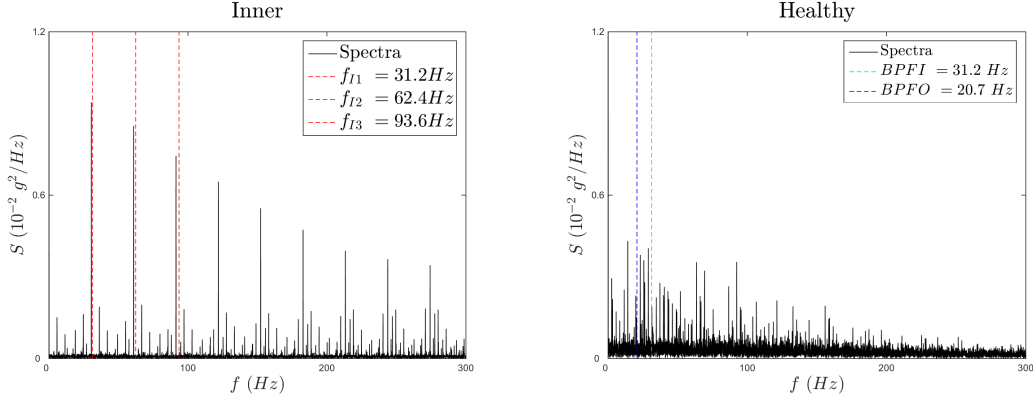 Inner
1.2
0.6
0
0
100
200
300
S (10⁻² g²/Hz)
f (Hz)
Spectra
f_{I1} = 31.2Hz
f_{I2} = 62.4Hz
f_{I3} = 93.6Hz
Healthy
1.2
0.6
0
0
100
200
300
S (10⁻² g²/Hz)
f (Hz)
Spectra
BPFI = 31.2 Hz
BPFO = 20.7 Hz